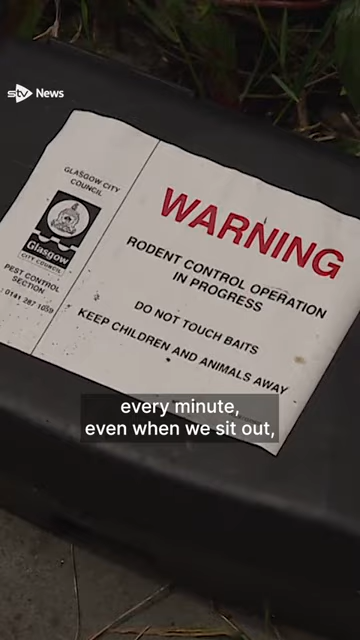 stv News
GLASGOW CITY
COUNCIL
Glasgow
CITY COUNCIL
PEST CONTROL
SECTION
: 0141 287 1059
WARNING
RODENT CONTROL OPERATION
IN PROGRESS
DO NOT TOUCH BAITS
KEEP CHILDREN AND ANIMALS AWAY
every minute,
even when we sit out,